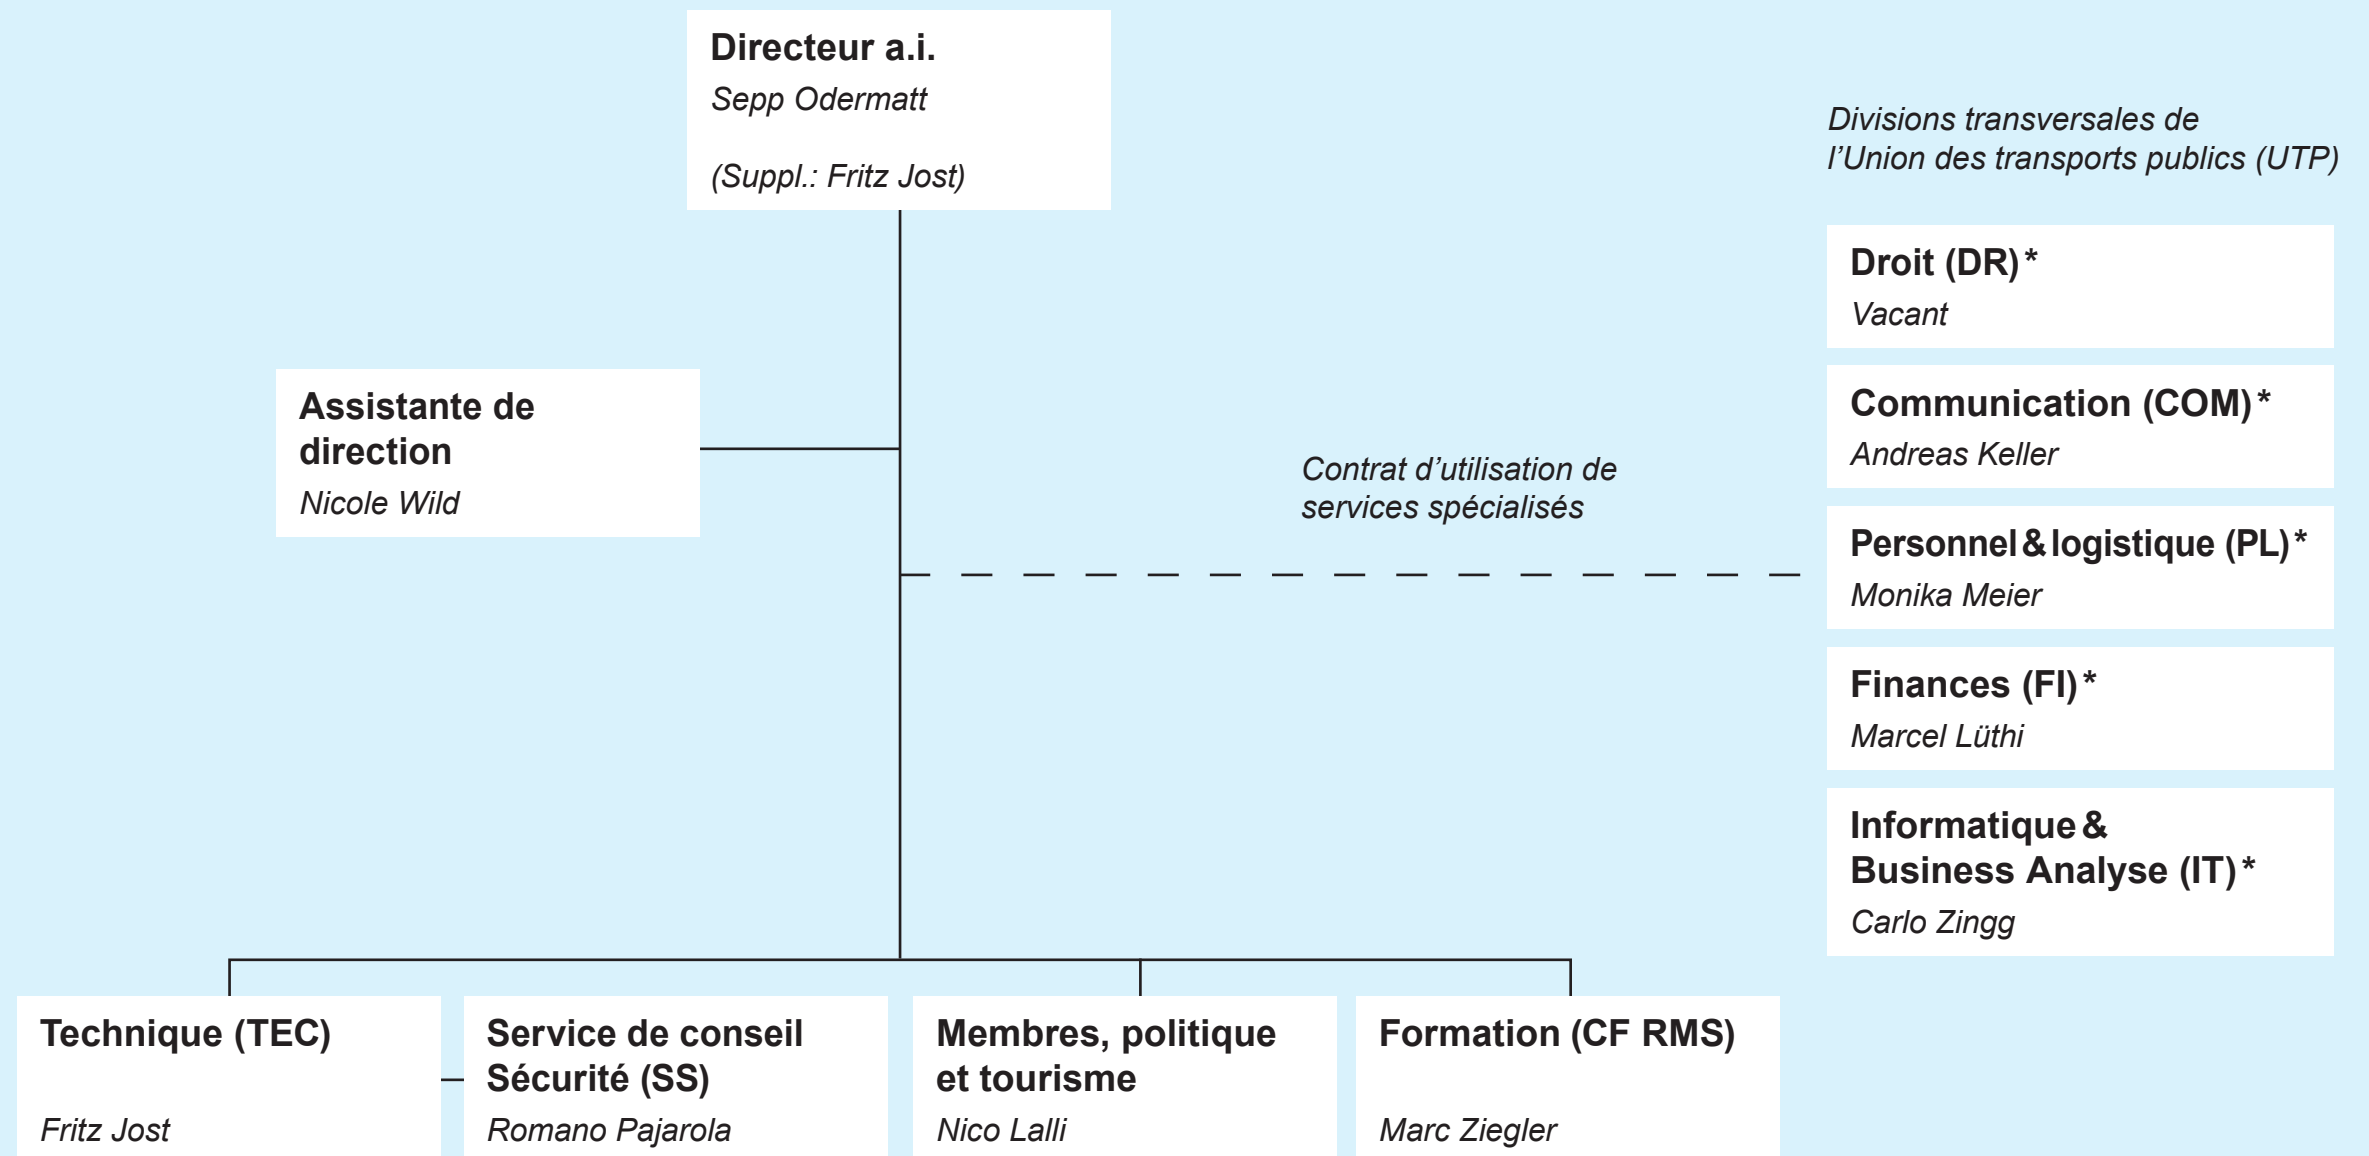 Directeur a.i.
Sepp Odermatt
(Suppl.: Fritz Jost)
Divisions transversales de
l’Union des transports publics (UTP)
Droit (DR)*
Vacant
Assistante de
direction
Nicole Wild
Communication (COM)*
Andreas Keller
Contrat d’utilisation de
services spécialisés
Personnel & logistique (PL)*
Monika Meier
Finances (FI)*
Marcel Lüthi
Informatique &
Business Analyse (IT)*
Carlo Zingg
Technique (TEC)
Fritz Jost
Service de conseil
Sécurité (SS)
Romano Pajarola
Membres, politique
et tourisme
Nico Lalli
Formation (CF RMS)
Marc Ziegler